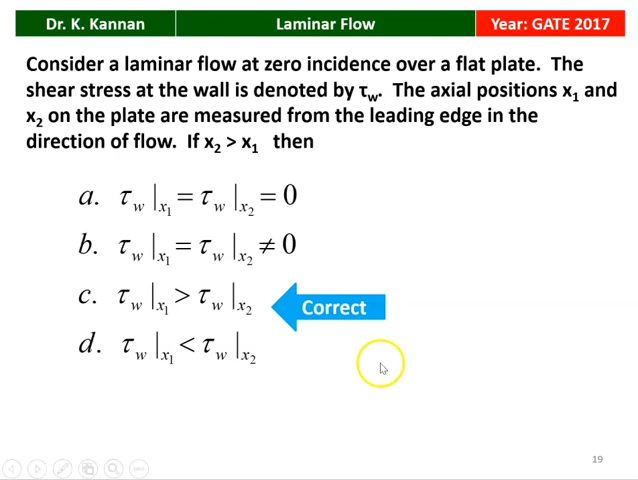 Dr. K. Kannan Laminar Flow Year: GATE 2017
Consider a laminar flow at zero incidence over a flat plate. The
shear stress at the wall is denoted by τw. The axial positions x1 and
x2 on the plate are measured from the leading edge in the
direction of flow. If x2 > x1 then
a. τw|x1 = τw|x2 = 0
b. τw|x1 = τw|x2 ≠ 0
c. τw|x1 > τw|x2
Correct
d. τw|x1 < τw|x2
19